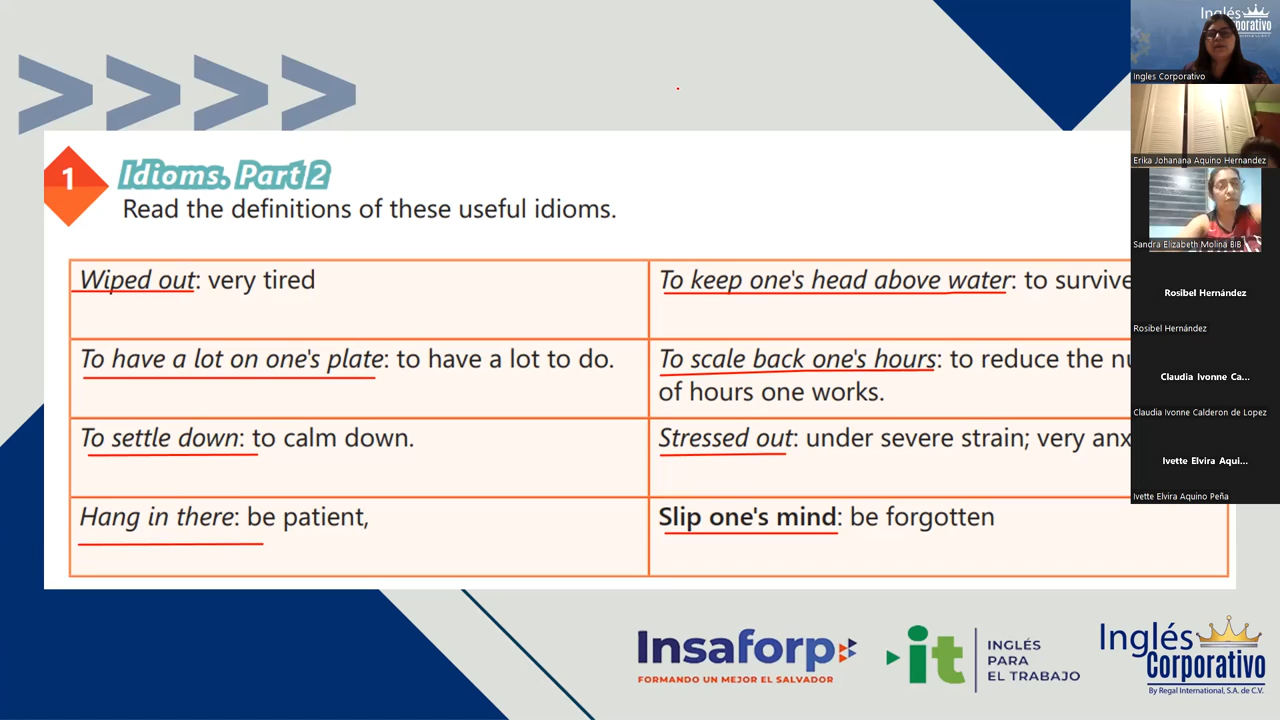 >>>>
1
Idioms. Part 2
Read the definitions of these useful idioms.
Wiped out: very tired
To keep one's head above water: to survive
To have a lot on one's plate: to have a lot to do.
To scale back one's hours: to reduce the nu
of hours one works.
To settle down: to calm down.
Stressed out: under severe strain; very anx
Hang in there: be patient,
Slip one's mind: be forgotten
Insaforp
FORMANDO UN MEJOR EL SALVADOR
it
INGLÉS
PARA
EL TRABAJO
Inglés
Corporativo
By Regal International, S.A. de C.V.
Inglés
orporativo
Ingles Corporativo
Erika Johanana Aquino Hernandez
Sandra Elizabeth Molina BIB
Rosibel Hernández
Rosibel Hernández
Claudia Ivonne Ca...
Claudia Ivonne Calderon de Lopez
Ivette Elvira Aqui...
Ivette Elvira Aquino Peña